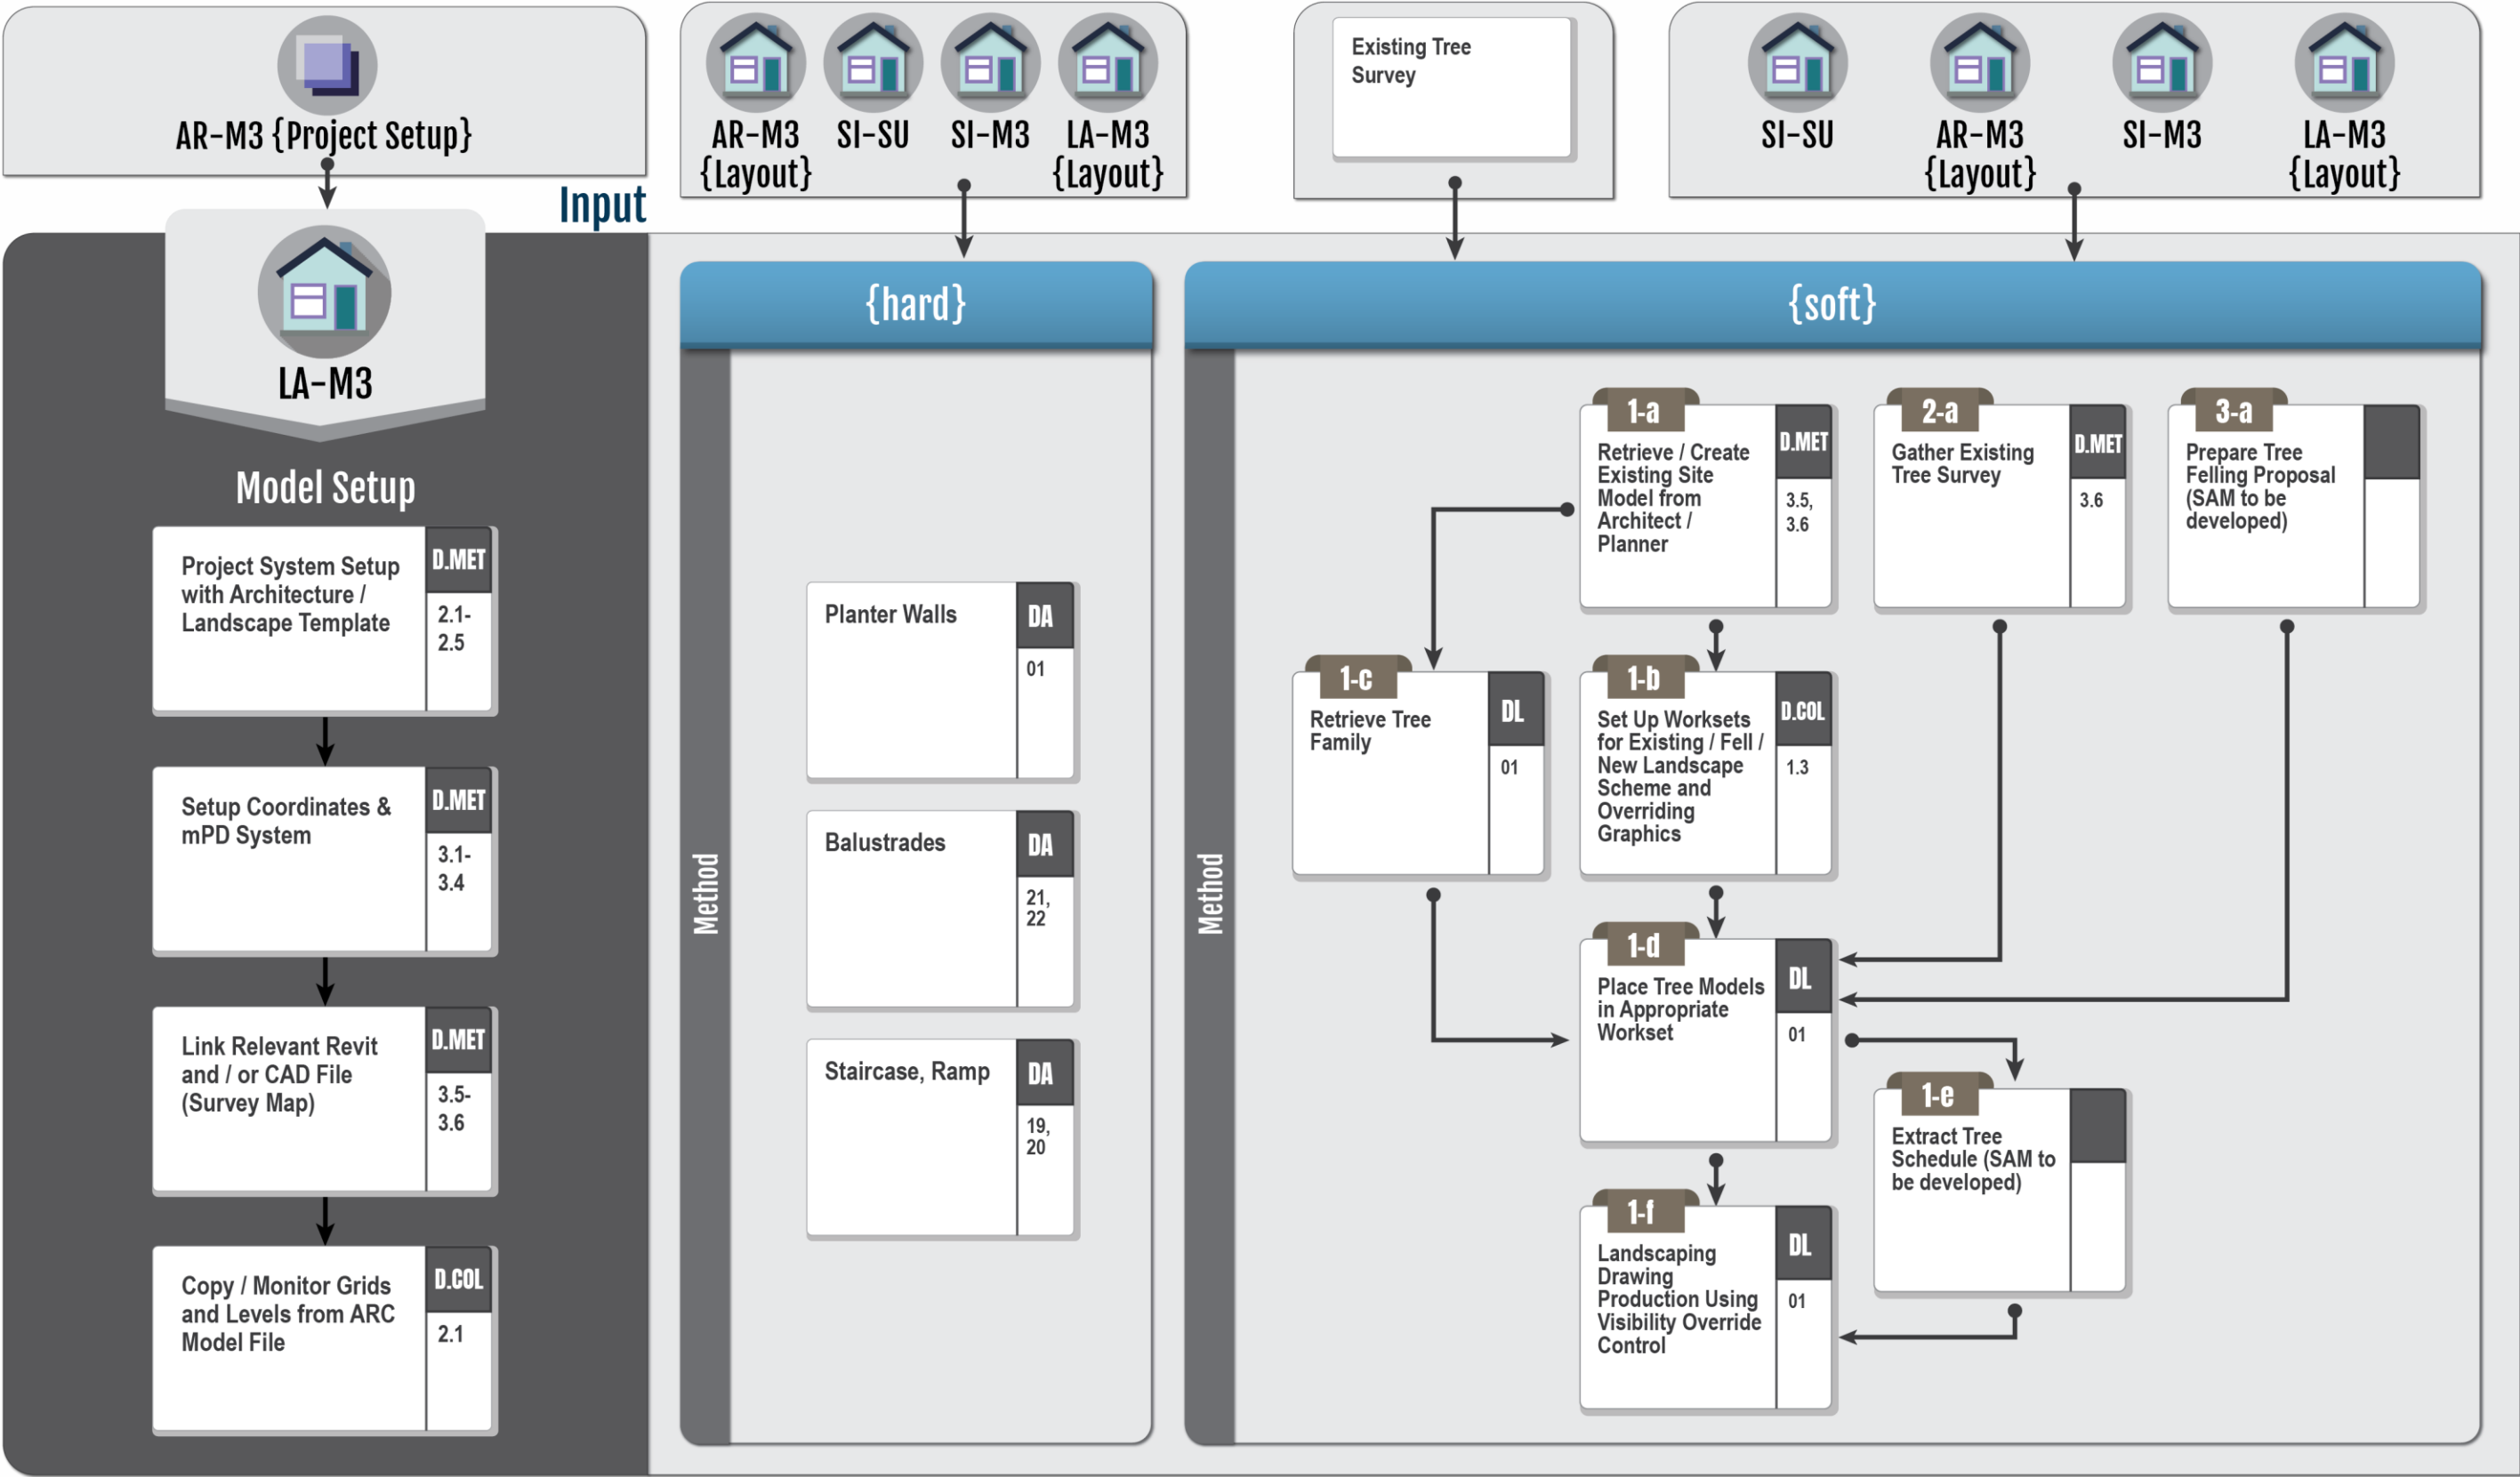 AR-M3 {Project Setup}
Input
LA-M3
Model Setup
Project System Setup
with Architecture /
Landscape Template
D.MET
2.1-
2.5
Setup Coordinates &
mPD System
D.MET
3.1-
3.4
Link Relevant Revit
and / or CAD File
(Survey Map)
D.MET
3.5-
3.6
Copy / Monitor Grids
and Levels from ARC
Model File
D.COL
2.1
AR-M3
{Layout}
SI-SU
SI-M3
LA-M3
{Layout}
{hard}
Method
Planter Walls
DA
01
Balustrades
DA
21,
22
Staircase, Ramp
DA
19,
20
Existing Tree
Survey
SI-SU
AR-M3
{Layout}
SI-M3
LA-M3
{Layout}
{soft}
Method
1-a
Retrieve / Create
Existing Site
Model from
Architect /
Planner
D.MET
3.5,
3.6
2-a
Gather Existing
Tree Survey
D.MET
3.6
3-a
Prepare Tree
Felling Proposal
(SAM to be
developed)
1-c
Retrieve Tree
Family
DL
01
1-b
Set Up Worksets
for Existing / Fell /
New Landscape
Scheme and
Overriding
Graphics
D.COL
1.3
1-d
Place Tree Models
in Appropriate
Workset
DL
01
1-e
Extract Tree
Schedule (SAM to
be developed)
1-f
Landscaping
Drawing
Production Using
Visibility Override
Control
DL
01